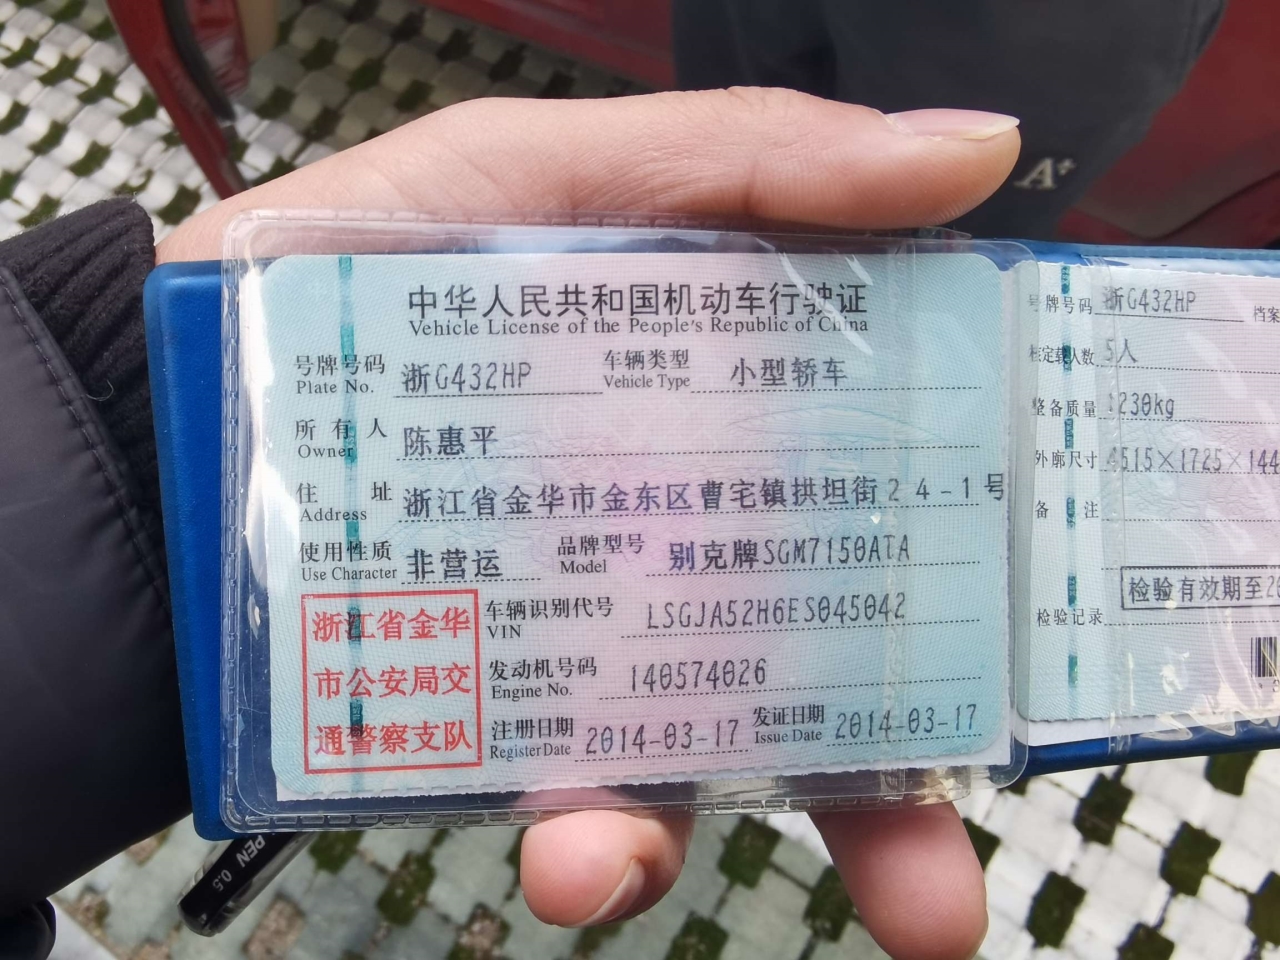 A+
中华人民共和国机动车行驶证
Vehicle License of the People's Republic of China
号牌号码 浙G432HP 车辆类型 小型轿车
Plate No. Vehicle Type
所有人 陈惠平
Owner
住址 浙江省金华市金东区曹宅镇拱坦街24-1号
Address
使用性质 非营运 品牌型号 别克牌SGM7150ATA
Use Character Model
浙江省金华
市公安局交
通警察支队
车辆识别代号 LSGJA52H6ES045042
VIN
发动机号码 140574026
Engine No.
注册日期 2014-03-17 发证日期 2014-03-17
Register Date Issue Date
号牌号码 浙G432HP 档案
核定载人数 5人
整备质量 1230kg
外廓尺寸 4515×1725×144
备注
检验有效期至20
检验记录
PEN 0.5